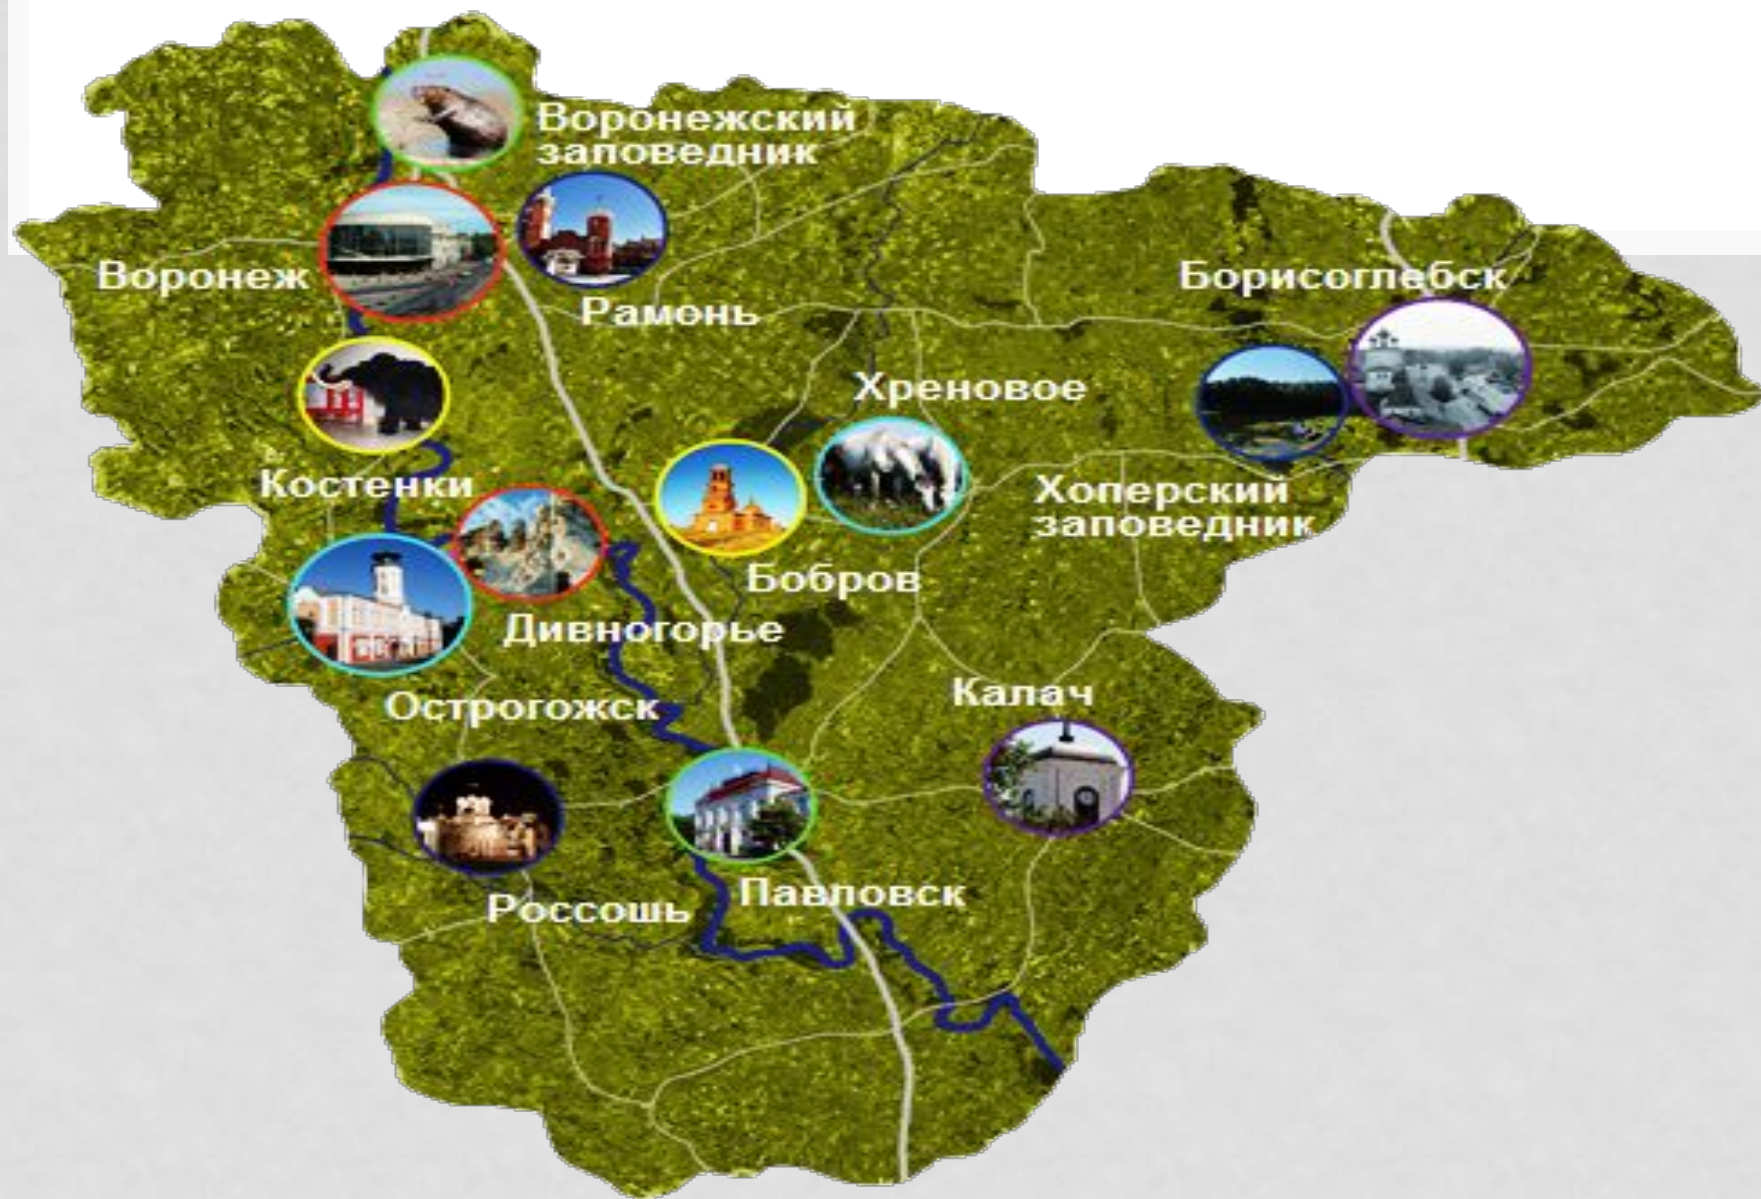 Воронежский
заповедник
Воронеж
Рамонь
Борисоглебск
Хреновое
Костенки
Хоперский
заповедник
Бобров
Дивногорье
Острогожск
Калач
Россошь
Павловск